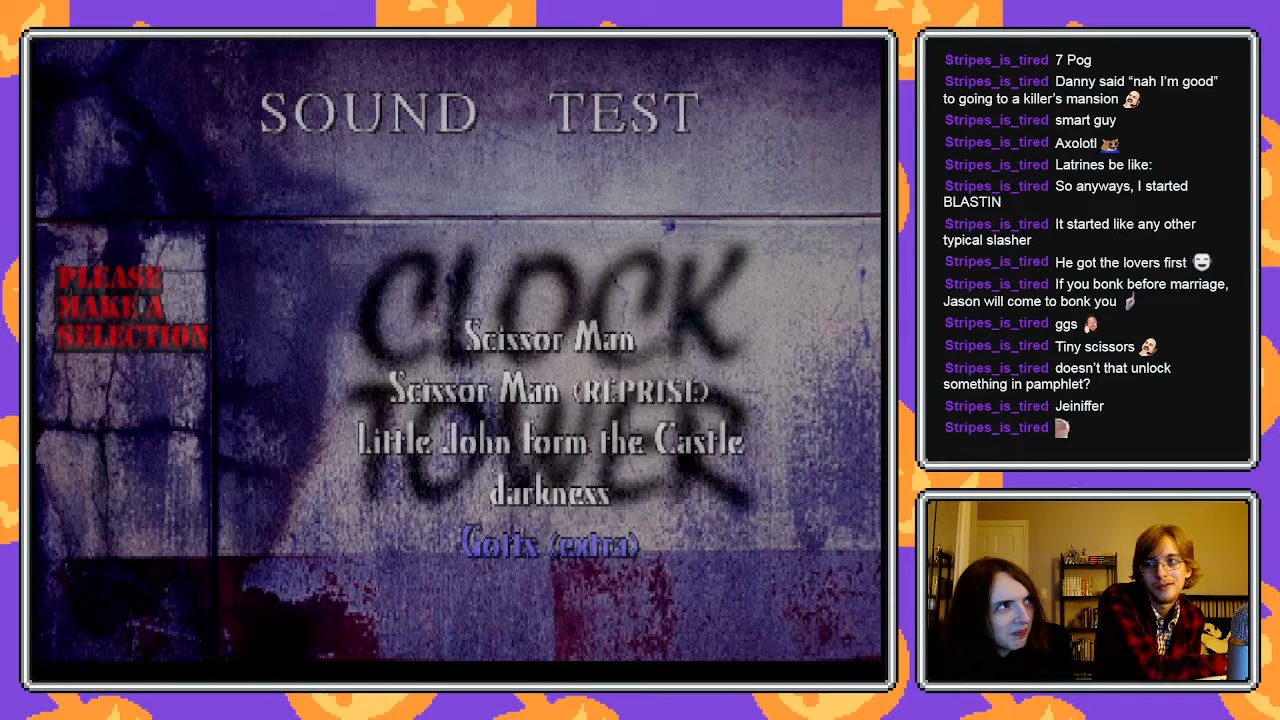 SOUND TEST
PLEASE
MAKE A
SELECTION
CLOCK
TOWER
Scissor Man
Scissor Man (REPRISE)
Little John form the Castle
darkness
Gotts (extra)
Stripes_is_tired 7 Pog
Stripes_is_tired Danny said “nah I’m good”
to going to a killer’s mansion
Stripes_is_tired smart guy
Stripes_is_tired Axolotl
Stripes_is_tired Latrines be like:
Stripes_is_tired So anyways, I started
BLASTIN
Stripes_is_tired It started like any other
typical slasher
Stripes_is_tired He got the lovers first
Stripes_is_tired If you bonk before marriage,
Jason will come to bonk you
Stripes_is_tired ggs
Stripes_is_tired Tiny scissors
Stripes_is_tired doesn’t that unlock
something in pamphlet?
Stripes_is_tired Jeiniffer
Stripes_is_tired